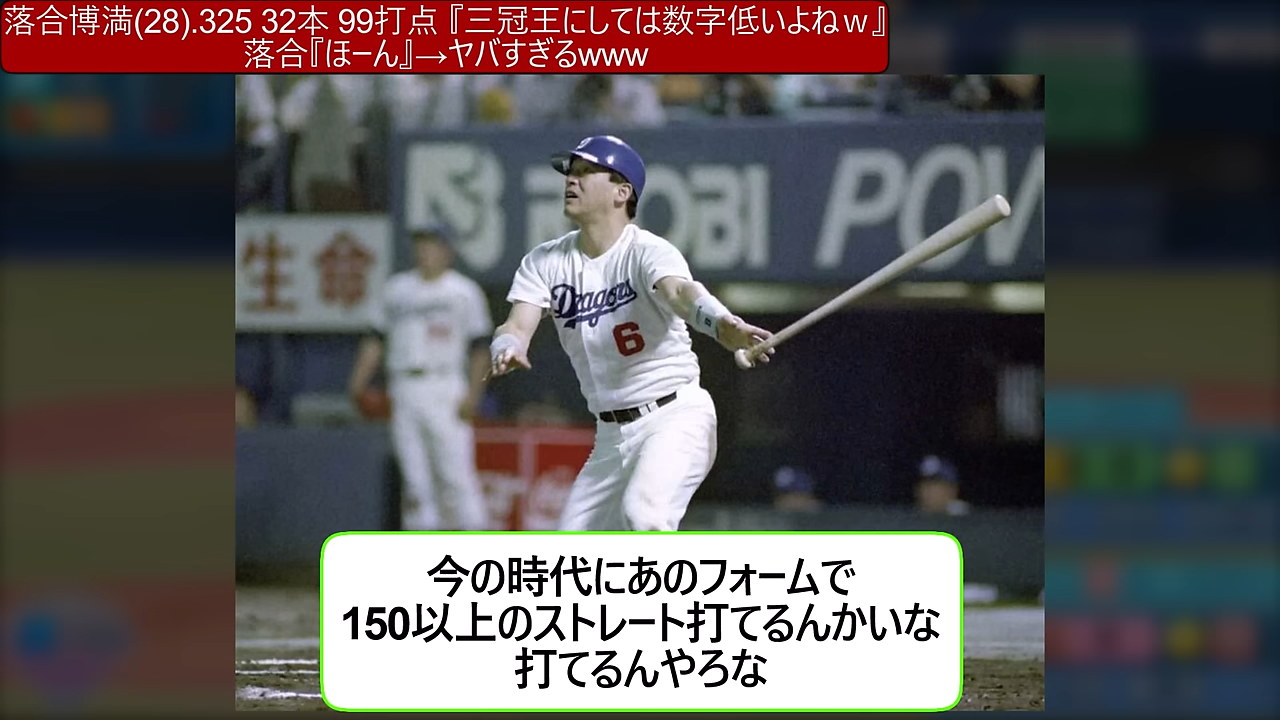 落合博満(28).325 32本 99打点『三冠王にしては数字低いよねｗ』
落合『ほーん』→ヤバすぎるwww
POW
生命
Dragons
6
今の時代にあのフォームで
150以上のストレート打てるんかいな
打てるんやろな